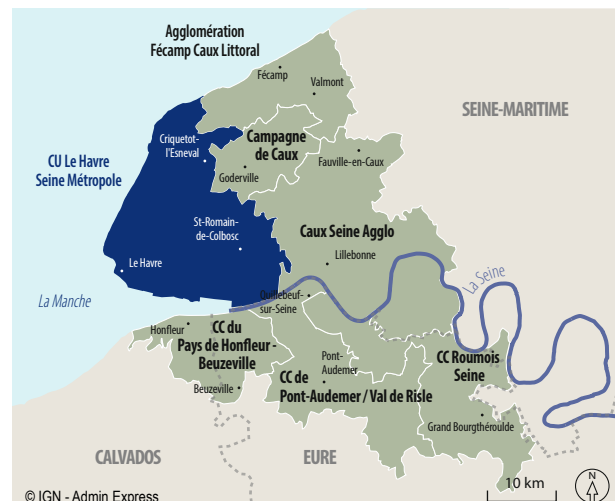 Agglomération
Fécamp Caux Littoral
Fécamp
Valmont
SEINE-MARITIME
Criquetot-
l'Esneval
Campagne
de Caux
Fauville-en-Caux
CU Le Havre
Seine Métropole
Goderville
St-Romain-
de-Colbosc
Caux Seine Agglo
Lillebonne
Le Havre
La Seine
La Manche
Quillebeuf-
sur-Seine
Honfleur
CC du
Pays de Honfleur -
Beuzeville
Pont-
Audemer
CC Roumois
Seine
Beuzeville
CC de
Pont-Audemer / Val de Risle
Grand Bourgthéroulde
CALVADOS
EURE
10 km
N
© IGN - Admin Express